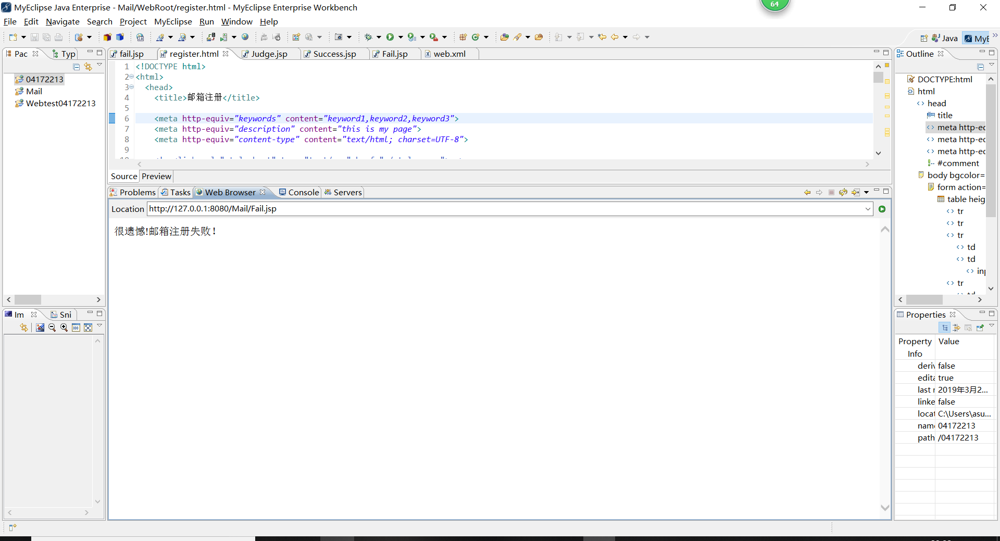 MyEclipse Java Enterprise - Mail/WebRoot/register.html - MyEclipse Enterprise Workbench
64
File Edit Navigate Search Project MyEclipse Run Window Help
Java MyE
Pac Typ
04172213
Mail
Webtest04172213
fail.jsp register.html Judge.jsp Success.jsp Fail.jsp web.xml
1 <!DOCTYPE html>
2 <html>
3 <head>
4 <title>邮箱注册</title>
5
6 <meta http-equiv="keywords" content="keyword1,keyword2,keyword3">
7 <meta http-equiv="description" content="this is my page">
8 <meta http-equiv="content-type" content="text/html; charset=UTF-8">
9
Source Preview
Problems Tasks Web Browser Console Servers
Location http://127.0.0.1:8080/Mail/Fail.jsp
很遗憾!邮箱注册失败!
Im Sni
Outline
DOCTYPE:html
html
head
title
meta http-ec
meta http-ec
meta http-ec
#comment
body bgcolor=
form action=
table heig
tr
tr
tr
td
td
inp
tr
td
Properties
Property Value
Info
deriv false
edita true
last r 2019年3月2...
linke false
locat C:\Users\asu...
name 04172213
path /04172213